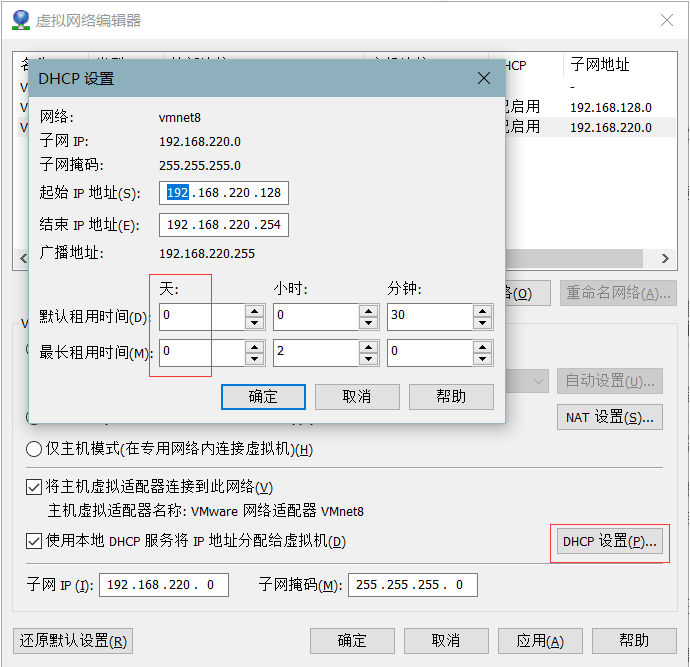 虚拟网络编辑器
子网地址
-
已启用 192.168.128.0
已启用 192.168.220.0
DHCP 设置
网络: vmnet8
子网 IP: 192.168.220.0
子网掩码: 255.255.255.0
起始 IP 地址(S): 192 .168 .220 .128
结束 IP 地址(E): 192 .168 .220 .254
广播地址: 192.168.220.255
天: 小时: 分钟:
默认租用时间(D): 0 0 30
最长租用时间(M): 0 2 0
确定 取消 帮助
(O) 重命名网络(A)...
自动设置(U)...
NAT 设置(S)...
仅主机模式(在专用网络内连接虚拟机)(H)
将主机虚拟适配器连接到此网络(V)
主机虚拟适配器名称: VMware 网络适配器 VMnet8
使用本地 DHCP 服务将 IP 地址分配给虚拟机(D) DHCP 设置(P)...
子网 IP (I): 192 .168 .220 . 0 子网掩码(M): 255 .255 .255 . 0
还原默认设置(R) 确定 取消 应用(A) 帮助